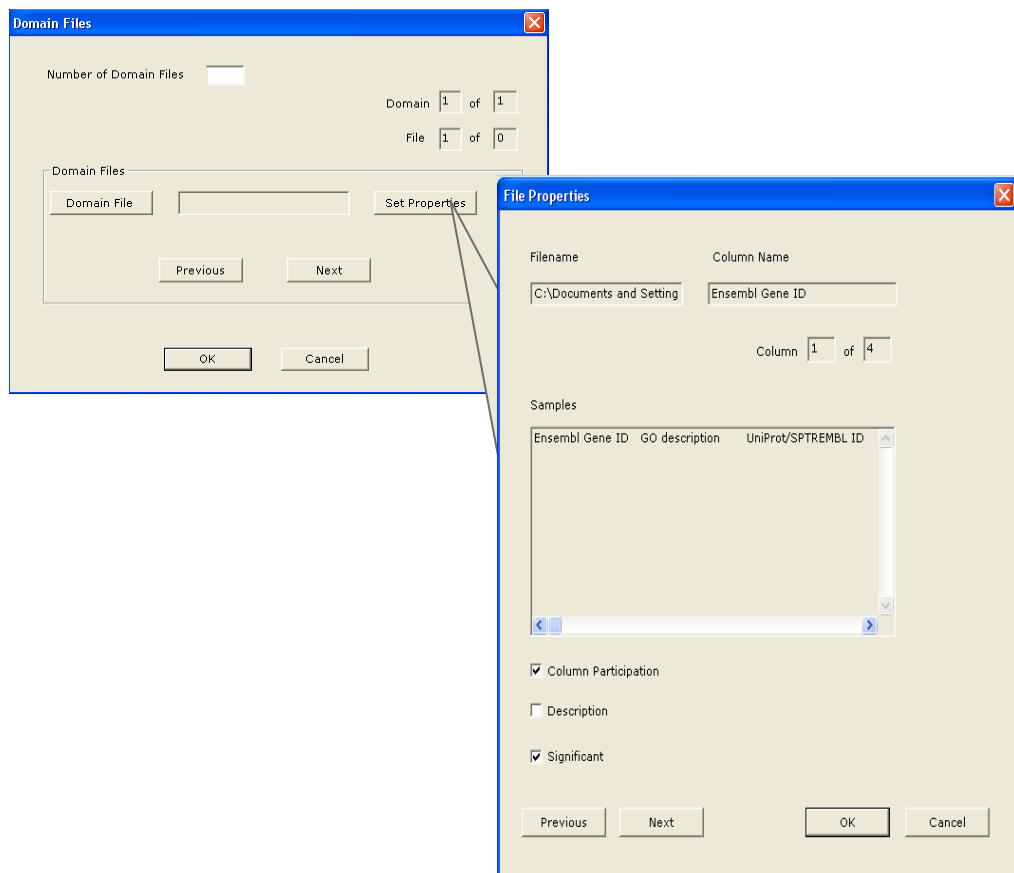 Domain Files
Number of Domain Files
Domain 1 of 1
File 1 of 0
Domain Files
Domain File Set Properties
Previous Next
OK Cancel
File Properties
Filename Column Name
C:\Documents and Setting Ensembl Gene ID
Column 1 of 4
Samples
Ensembl Gene ID GO description UniProt/SPTREMBL ID
Column Participation
Description
Significant
Previous Next OK Cancel